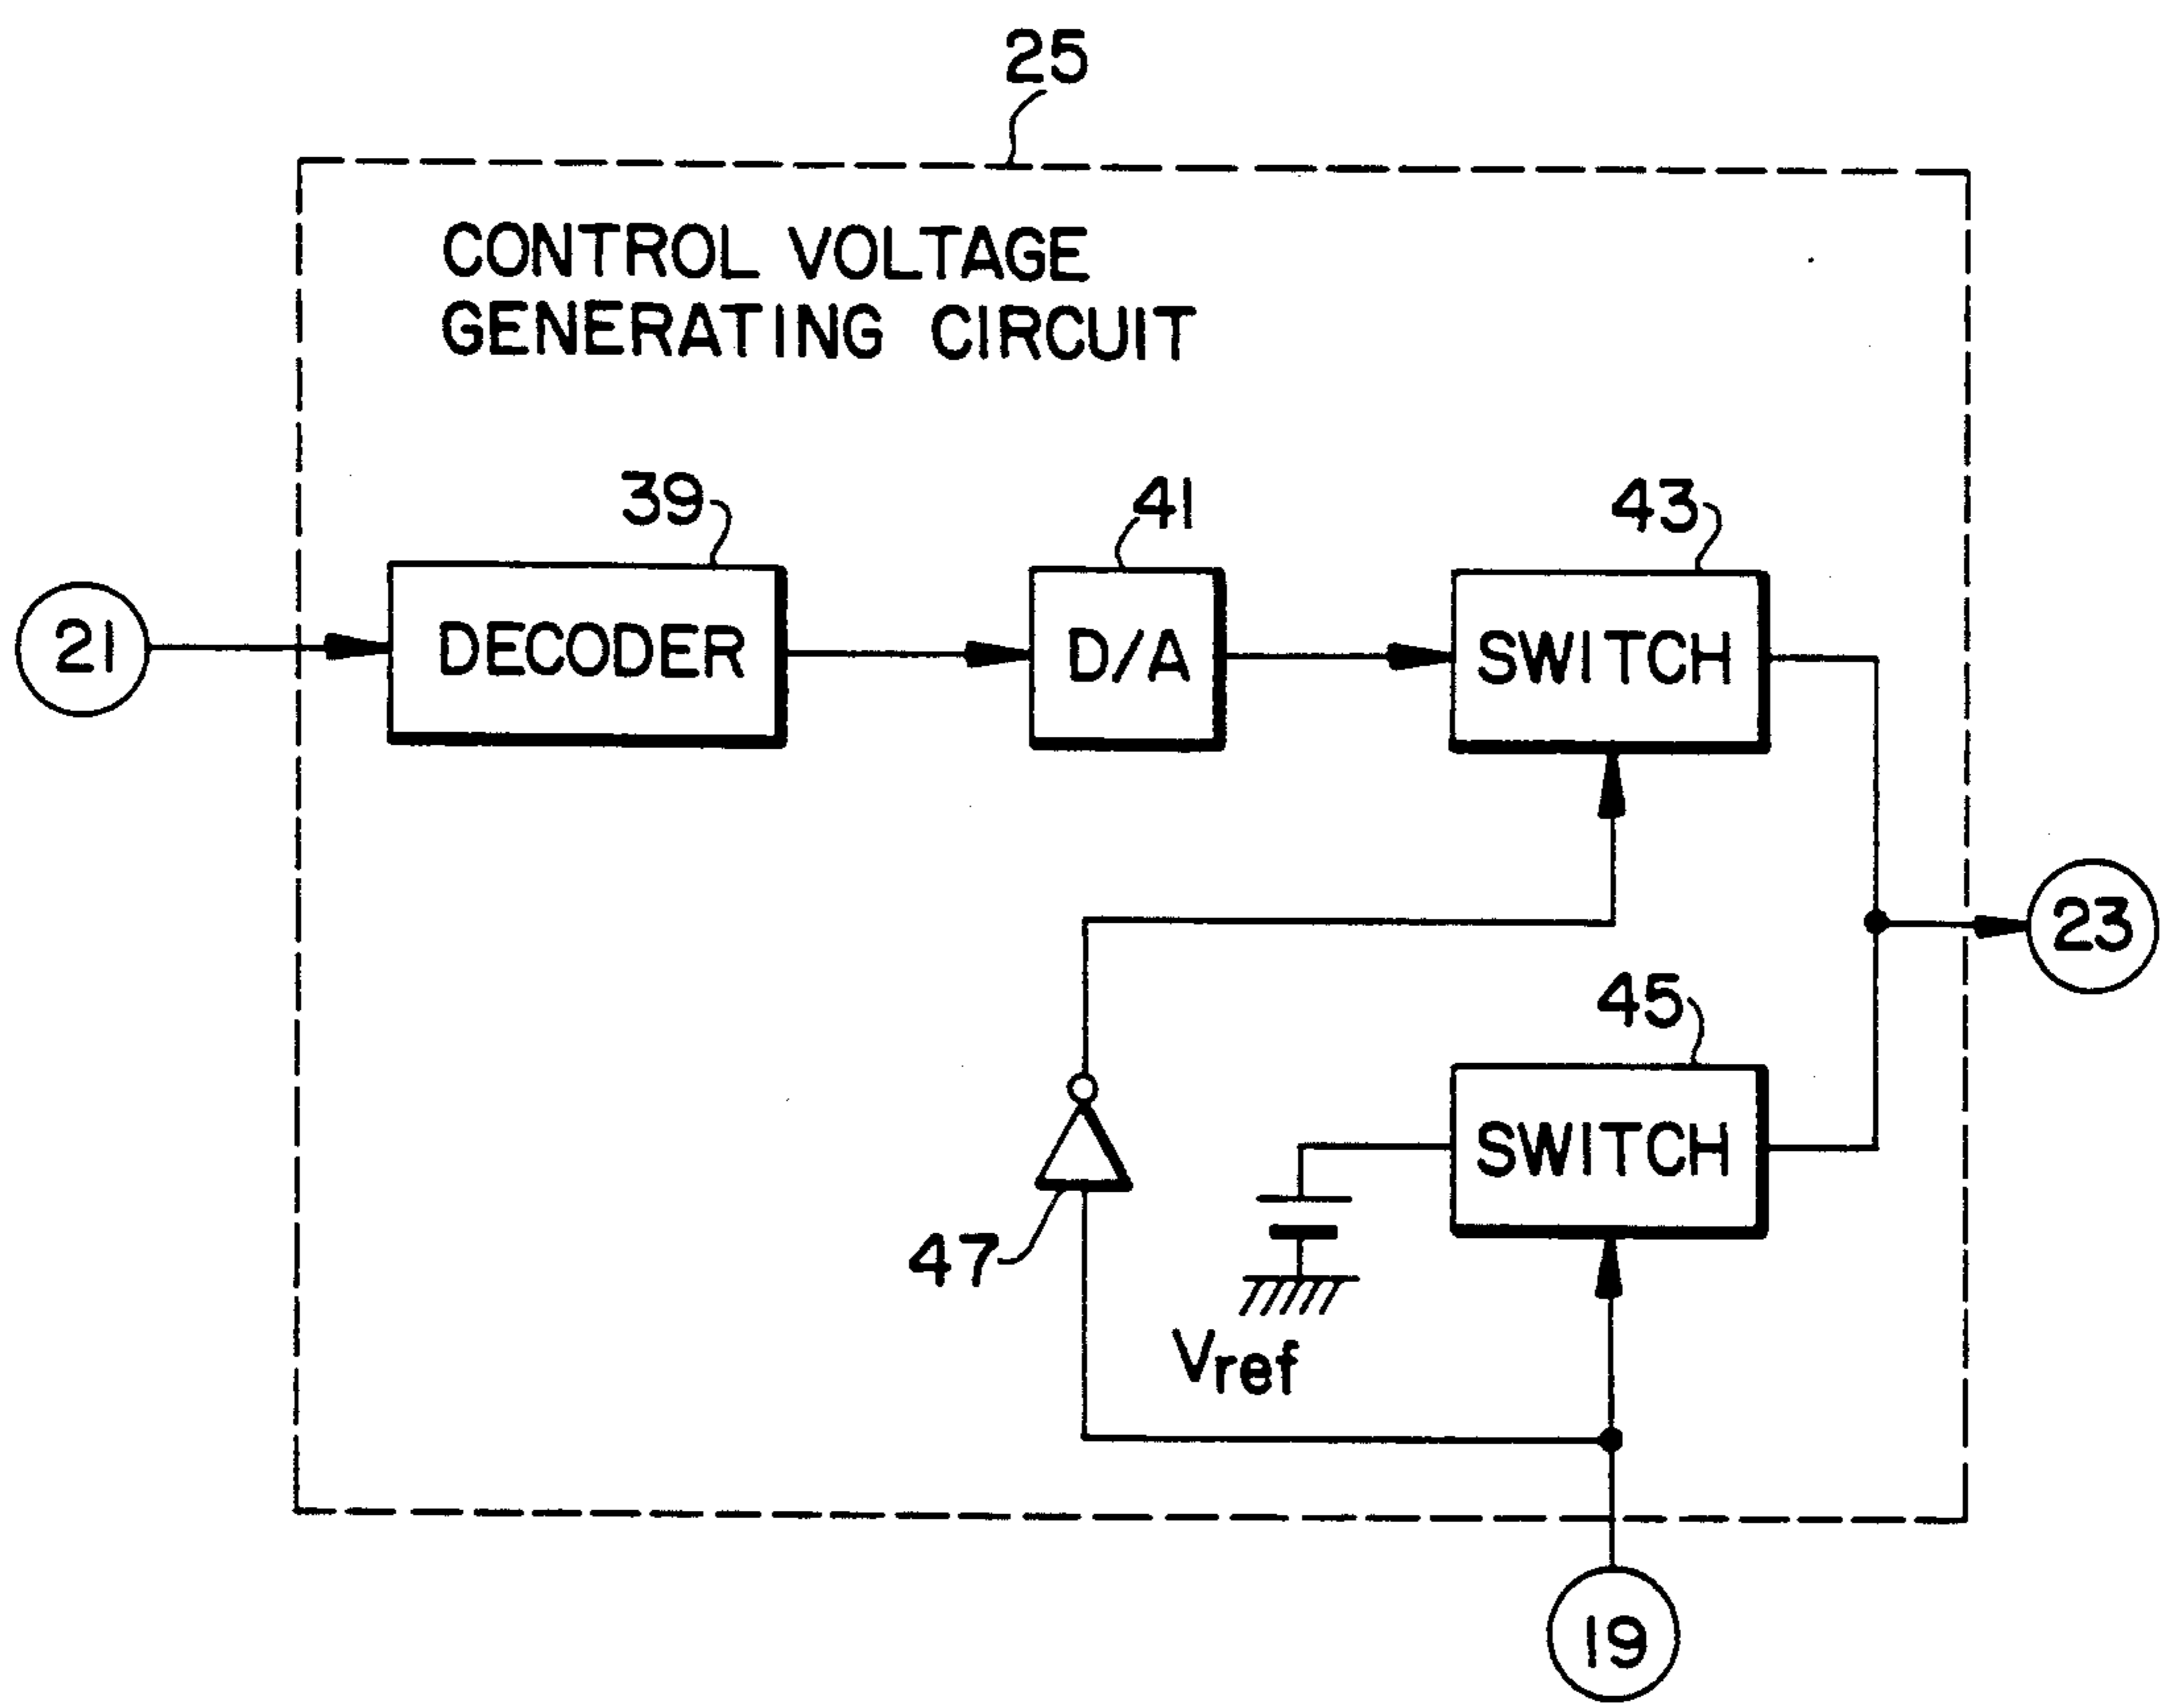 25
CONTROL VOLTAGE
GENERATING CIRCUIT
39
41
43
21
DECODER
D/A
SWITCH
23
45
SWITCH
47
Vref
19